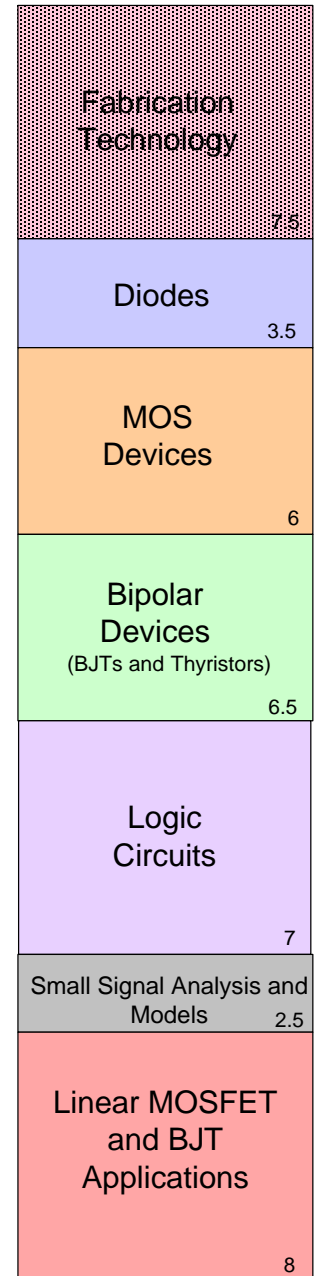 Fabrication
Technology
7.5
Diodes
3.5
MOS
Devices
6
Bipolar
Devices
(BJTs and Thyristors)
6.5
Logic
Circuits
7
Small Signal Analysis and
Models 2.5
Linear MOSFET
and BJT
Applications
8